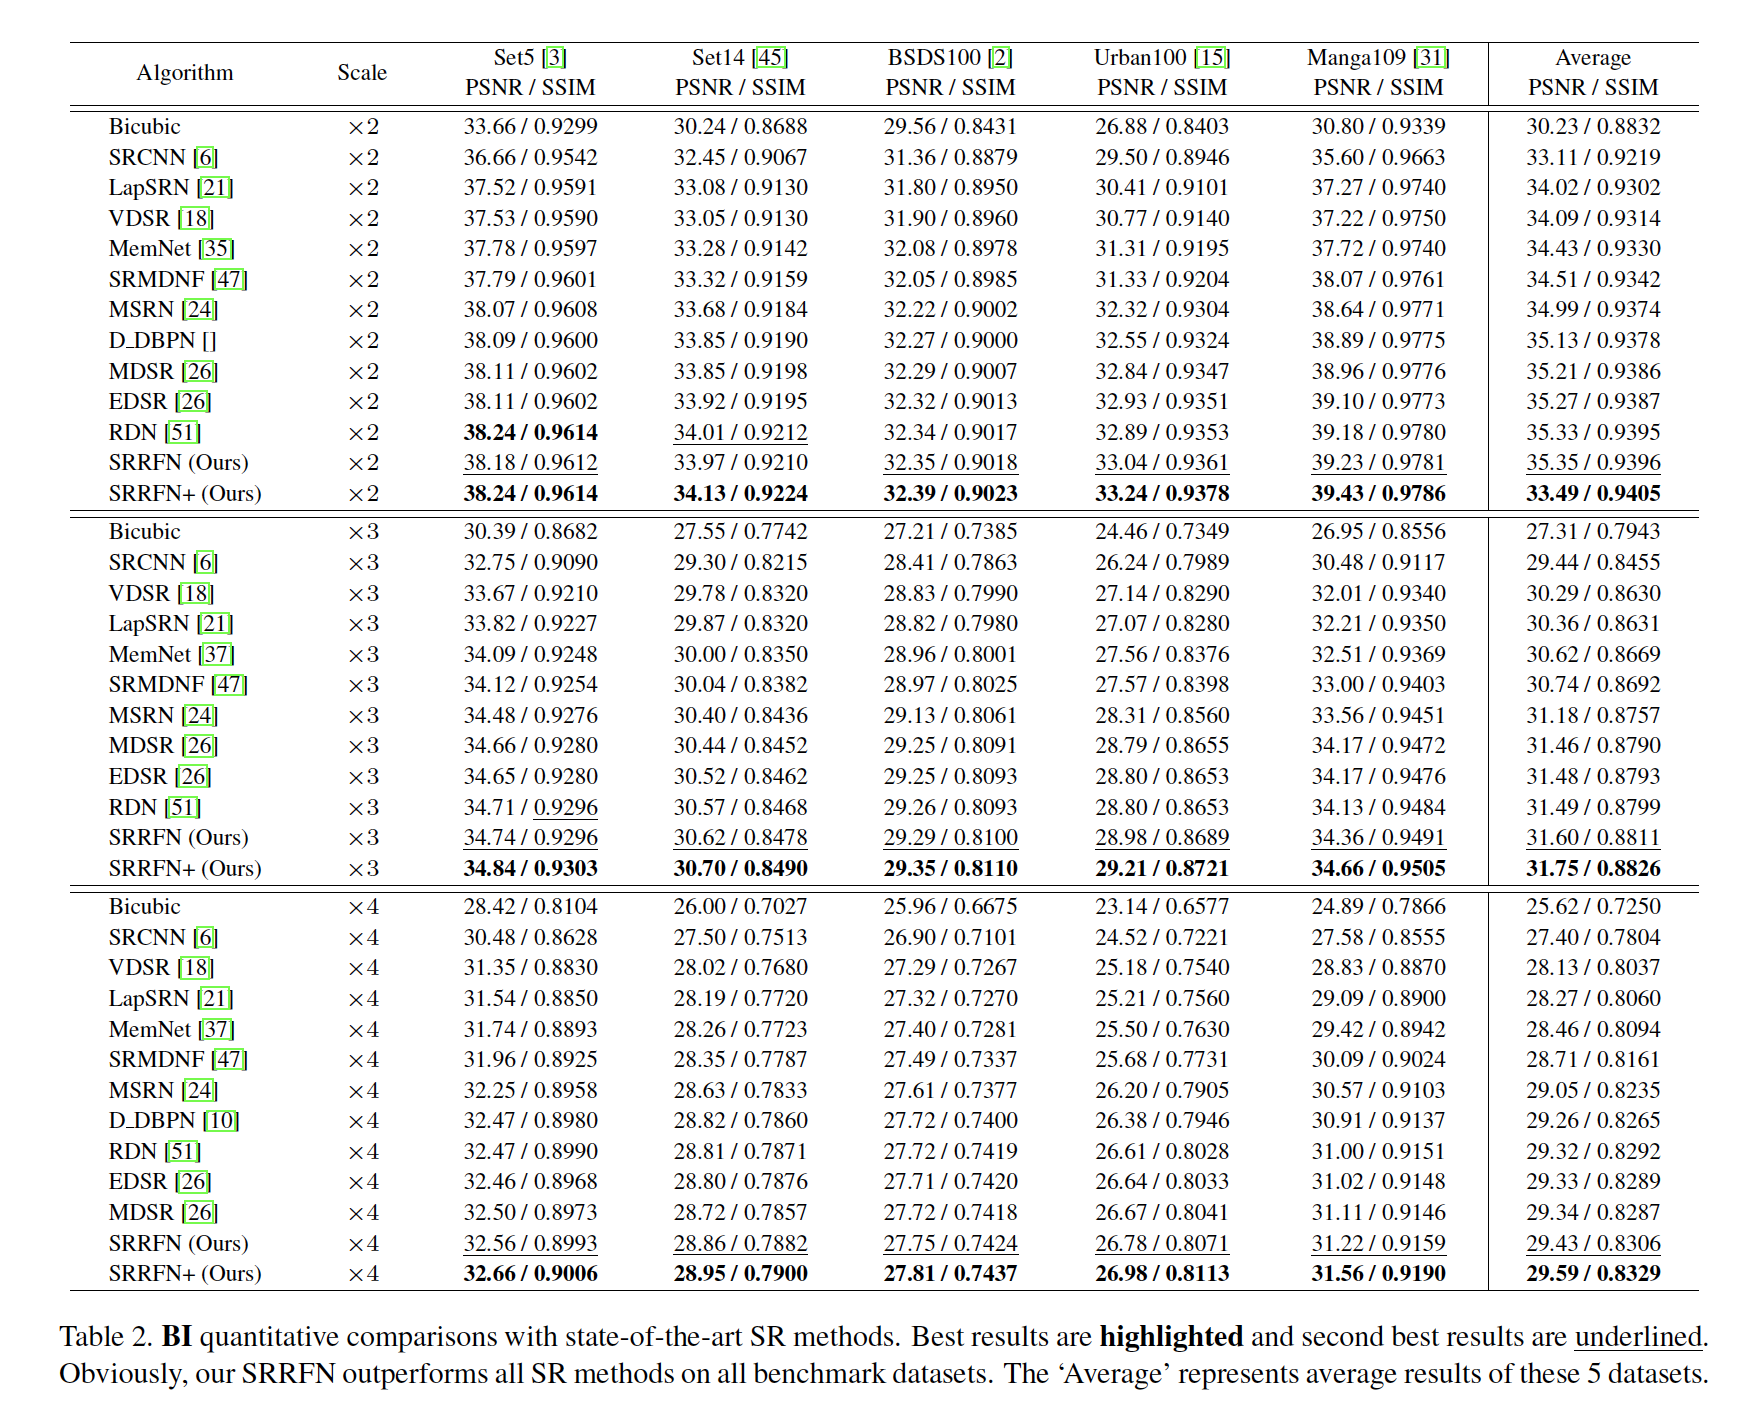 Algorithm Scale Set5 [3] Set14 [45] BSDS100 [2] Urban100 [15] Manga109 [31] Average
PSNR / SSIM PSNR / SSIM PSNR / SSIM PSNR / SSIM PSNR / SSIM PSNR / SSIM
Bicubic ×2 33.66 / 0.9299 30.24 / 0.8688 29.56 / 0.8431 26.88 / 0.8403 30.80 / 0.9339 30.23 / 0.8832
SRCNN [6] ×2 36.66 / 0.9542 32.45 / 0.9067 31.36 / 0.8879 29.50 / 0.8946 35.60 / 0.9663 33.11 / 0.9219
LapSRN [21] ×2 37.52 / 0.9591 33.08 / 0.9130 31.80 / 0.8950 30.41 / 0.9101 37.27 / 0.9740 34.02 / 0.9302
VDSR [18] ×2 37.53 / 0.9590 33.05 / 0.9130 31.90 / 0.8960 30.77 / 0.9140 37.22 / 0.9750 34.09 / 0.9314
MemNet [35] ×2 37.78 / 0.9597 33.28 / 0.9142 32.08 / 0.8978 31.31 / 0.9195 37.72 / 0.9740 34.43 / 0.9330
SRMDNF [47] ×2 37.79 / 0.9601 33.32 / 0.9159 32.05 / 0.8985 31.33 / 0.9204 38.07 / 0.9761 34.51 / 0.9342
MSRN [24] ×2 38.07 / 0.9608 33.68 / 0.9184 32.22 / 0.9002 32.32 / 0.9304 38.64 / 0.9771 34.99 / 0.9374
D_DBPN [] ×2 38.09 / 0.9600 33.85 / 0.9190 32.27 / 0.9000 32.55 / 0.9324 38.89 / 0.9775 35.13 / 0.9378
MDSR [26] ×2 38.11 / 0.9602 33.85 / 0.9198 32.29 / 0.9007 32.84 / 0.9347 38.96 / 0.9776 35.21 / 0.9386
EDSR [26] ×2 38.11 / 0.9602 33.92 / 0.9195 32.32 / 0.9013 32.93 / 0.9351 39.10 / 0.9773 35.27 / 0.9387
RDN [51] ×2 38.24 / 0.9614 34.01 / 0.9212 32.34 / 0.9017 32.89 / 0.9353 39.18 / 0.9780 35.33 / 0.9395
SRRFN (Ours) ×2 38.18 / 0.9612 33.97 / 0.9210 32.35 / 0.9018 33.04 / 0.9361 39.23 / 0.9781 35.35 / 0.9396
SRRFN+ (Ours) ×2 38.24 / 0.9614 34.13 / 0.9224 32.39 / 0.9023 33.24 / 0.9378 39.43 / 0.9786 33.49 / 0.9405
Bicubic ×3 30.39 / 0.8682 27.55 / 0.7742 27.21 / 0.7385 24.46 / 0.7349 26.95 / 0.8556 27.31 / 0.7943
SRCNN [6] ×3 32.75 / 0.9090 29.30 / 0.8215 28.41 / 0.7863 26.24 / 0.7989 30.48 / 0.9117 29.44 / 0.8455
VDSR [18] ×3 33.67 / 0.9210 29.78 / 0.8320 28.83 / 0.7990 27.14 / 0.8290 32.01 / 0.9340 30.29 / 0.8630
LapSRN [21] ×3 33.82 / 0.9227 29.87 / 0.8320 28.82 / 0.7980 27.07 / 0.8280 32.21 / 0.9350 30.36 / 0.8631
MemNet [37] ×3 34.09 / 0.9248 30.00 / 0.8350 28.96 / 0.8001 27.56 / 0.8376 32.51 / 0.9369 30.62 / 0.8669
SRMDNF [47] ×3 34.12 / 0.9254 30.04 / 0.8382 28.97 / 0.8025 27.57 / 0.8398 33.00 / 0.9403 30.74 / 0.8692
MSRN [24] ×3 34.48 / 0.9276 30.40 / 0.8436 29.13 / 0.8061 28.31 / 0.8560 33.56 / 0.9451 31.18 / 0.8757
MDSR [26] ×3 34.66 / 0.9280 30.44 / 0.8452 29.25 / 0.8091 28.79 / 0.8655 34.17 / 0.9472 31.46 / 0.8790
EDSR [26] ×3 34.65 / 0.9280 30.52 / 0.8462 29.25 / 0.8093 28.80 / 0.8653 34.17 / 0.9476 31.48 / 0.8793
RDN [51] ×3 34.71 / 0.9296 30.57 / 0.8468 29.26 / 0.8093 28.80 / 0.8653 34.13 / 0.9484 31.49 / 0.8799
SRRFN (Ours) ×3 34.74 / 0.9296 30.62 / 0.8478 29.29 / 0.8100 28.98 / 0.8689 34.36 / 0.9491 31.60 / 0.8811
SRRFN+ (Ours) ×3 34.84 / 0.9303 30.70 / 0.8490 29.35 / 0.8110 29.21 / 0.8721 34.66 / 0.9505 31.75 / 0.8826
Bicubic ×4 28.42 / 0.8104 26.00 / 0.7027 25.96 / 0.6675 23.14 / 0.6577 24.89 / 0.7866 25.62 / 0.7250
SRCNN [6] ×4 30.48 / 0.8628 27.50 / 0.7513 26.90 / 0.7101 24.52 / 0.7221 27.58 / 0.8555 27.40 / 0.7804
VDSR [18] ×4 31.35 / 0.8830 28.02 / 0.7680 27.29 / 0.7267 25.18 / 0.7540 28.83 / 0.8870 28.13 / 0.8037
LapSRN [21] ×4 31.54 / 0.8850 28.19 / 0.7720 27.32 / 0.7270 25.21 / 0.7560 29.09 / 0.8900 28.27 / 0.8060
MemNet [37] ×4 31.74 / 0.8893 28.26 / 0.7723 27.40 / 0.7281 25.50 / 0.7630 29.42 / 0.8942 28.46 / 0.8094
SRMDNF [47] ×4 31.96 / 0.8925 28.35 / 0.7787 27.49 / 0.7337 25.68 / 0.7731 30.09 / 0.9024 28.71 / 0.8161
MSRN [24] ×4 32.25 / 0.8958 28.63 / 0.7833 27.61 / 0.7377 26.20 / 0.7905 30.57 / 0.9103 29.05 / 0.8235
D_DBPN [10] ×4 32.47 / 0.8980 28.82 / 0.7860 27.72 / 0.7400 26.38 / 0.7946 30.91 / 0.9137 29.26 / 0.8265
RDN [51] ×4 32.47 / 0.8990 28.81 / 0.7871 27.72 / 0.7419 26.61 / 0.8028 31.00 / 0.9151 29.32 / 0.8292
EDSR [26] ×4 32.46 / 0.8968 28.80 / 0.7876 27.71 / 0.7420 26.64 / 0.8033 31.02 / 0.9148 29.33 / 0.8289
MDSR [26] ×4 32.50 / 0.8973 28.72 / 0.7857 27.72 / 0.7418 26.67 / 0.8041 31.11 / 0.9146 29.34 / 0.8287
SRRFN (Ours) ×4 32.56 / 0.8993 28.86 / 0.7882 27.75 / 0.7424 26.78 / 0.8071 31.22 / 0.9159 29.43 / 0.8306
SRRFN+ (Ours) ×4 32.66 / 0.9006 28.95 / 0.7900 27.81 / 0.7437 26.98 / 0.8113 31.56 / 0.9190 29.59 / 0.8329
Table 2. BI quantitative comparisons with state-of-the-art SR methods. Best results are highlighted and second best results are underlined.
Obviously, our SRRFN outperforms all SR methods on all benchmark datasets. The ‘Average’ represents average results of these 5 datasets.